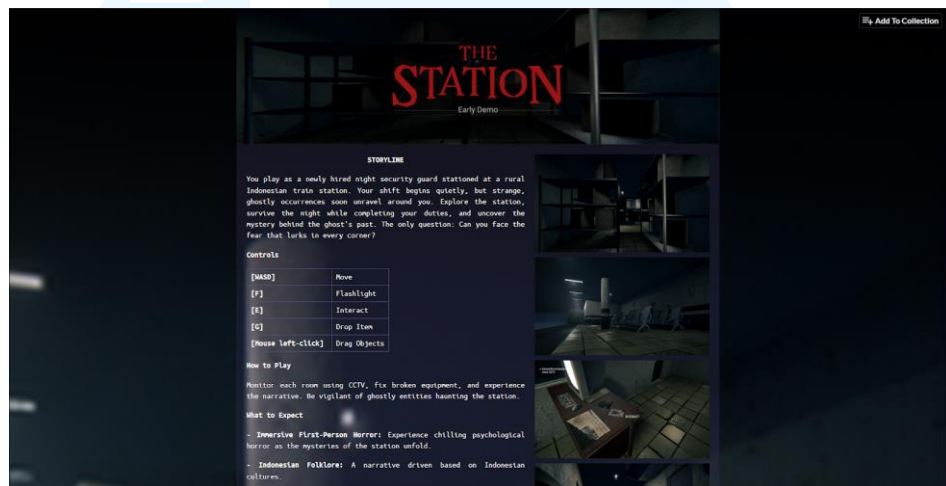 Add To Collection
THE
STATION
Early Demo
STORYLINE
You play as a newly hired night security guard stationed at a rural
Indonesian train station. Your shift begins quietly, but strange,
ghostly occurrences soon unravel around you. Explore the station,
survive the night while completing your duties, and uncover the
mystery behind the ghost's past. The only question: Can you face the
fear that lurks in every corner?
Controls
[WASD] Move
[F] Flashlight
[E] Interact
[G] Drop Item
[Mouse left-click] Drag Objects
How to Play
Monitor each room using CCTV, fix broken equipment, and experience
the narrative. Be vigilant of ghostly entities haunting the station.
What to Expect
- Immersive First-Person Horror: Experience chilling psychological
horror as the mysteries of the station unfold.
- Indonesian Folklore: A narrative driven based on Indonesian
cultures.